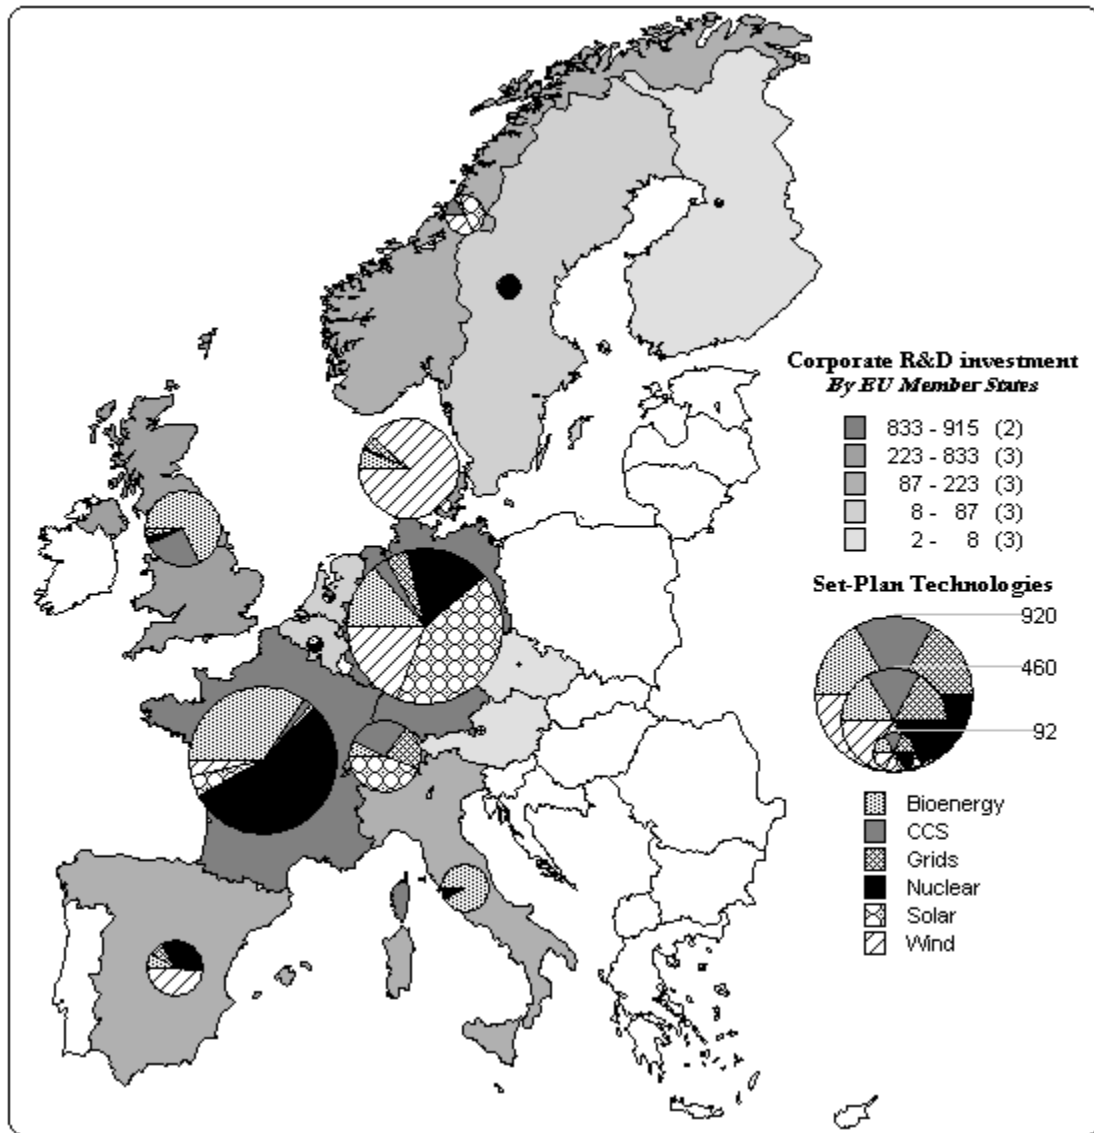 Corporate R&D investment
By EU Member States
833 - 915 (2)
223 - 833 (3)
87 - 223 (3)
8 - 87 (3)
2 - 8 (3)
Set-Plan Technologies
920
460
92
Bioenergy
CCS
Grids
Nuclear
Solar
Wind